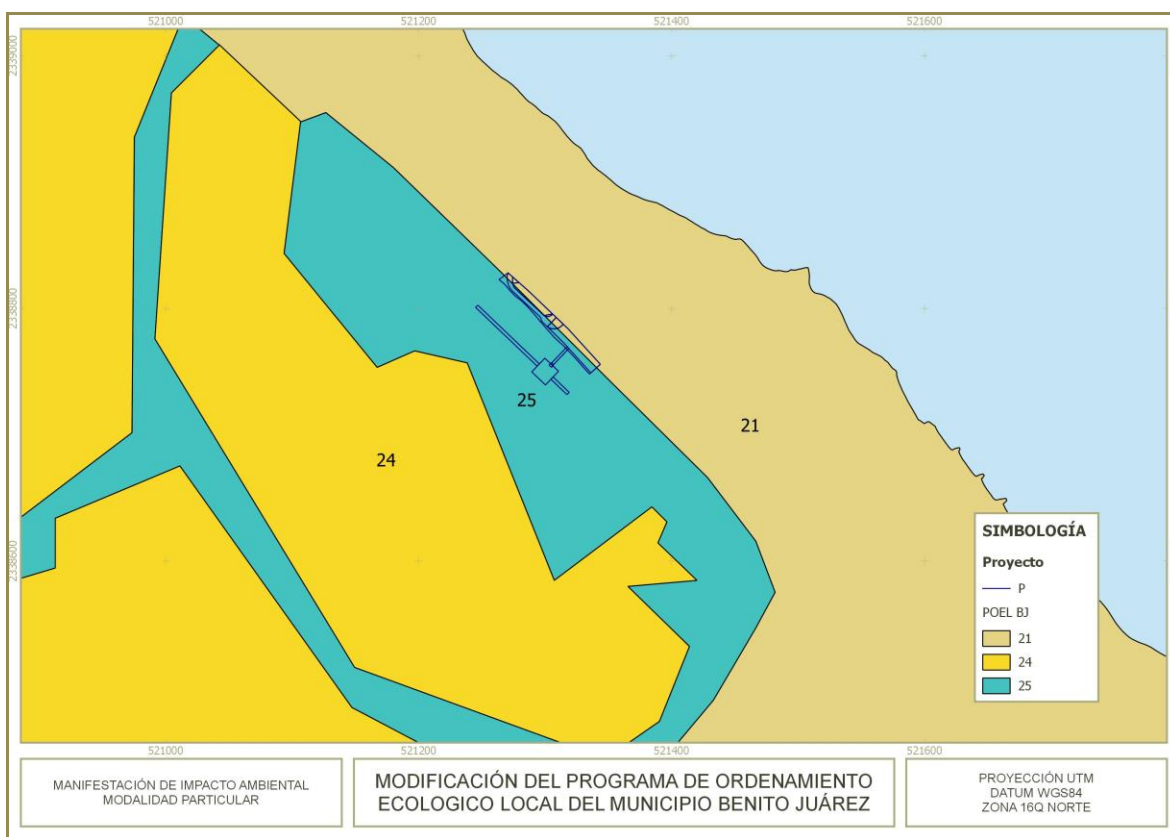 521000 521200 521400 521600
2339000
2338800
2338600
21
25
24
SIMBOLOGÍA
Proyecto
P
POEL BJ
21
24
25
521000 521200 521400 521600
MANIFESTACIÓN DE IMPACTO AMBIENTAL
MODALIDAD PARTICULAR
MODIFICACIÓN DEL PROGRAMA DE ORDENAMIENTO
ECOLOGICO LOCAL DEL MUNICIPIO BENITO JUÁREZ
PROYECCIÓN UTM
DATUM WGS84
ZONA 16Q NORTE